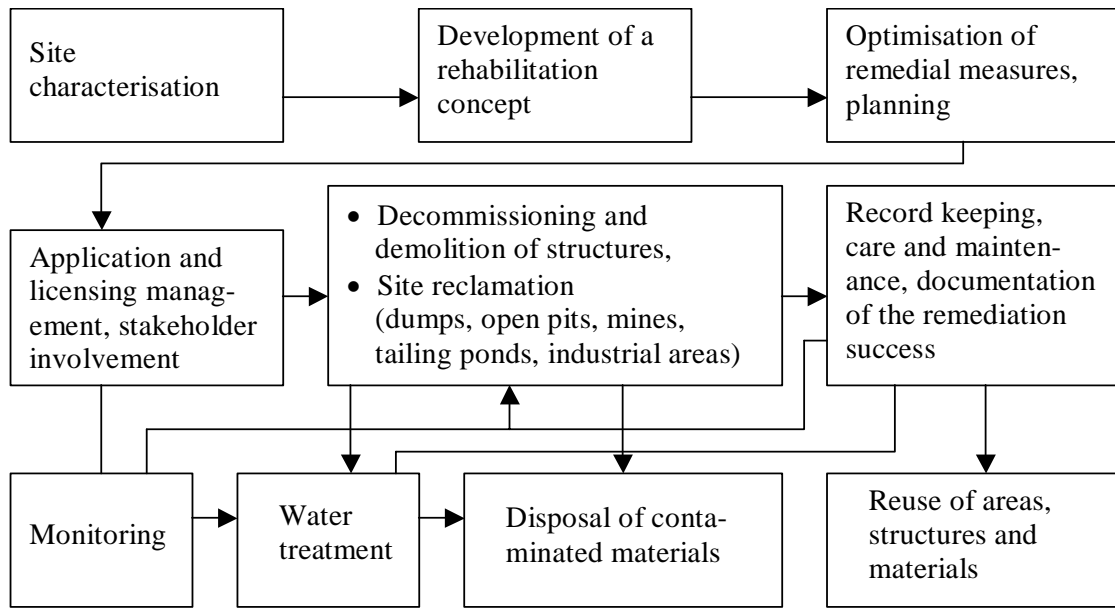 Site
characterisation
Development of a
rehabilitation
concept
Optimisation of
remedial measures,
planning
Application and
licensing manag-
ement, stakeholder
involvement
• Decommissioning and
demolition of structures,
• Site reclamation
(dumps, open pits, mines,
tailing ponds, industrial areas)
Record keeping,
care and mainten-
ance, documentation
of the remediation
success
Monitoring
Water
treatment
Disposal of conta-
minated materials
Reuse of areas,
structures and
materials